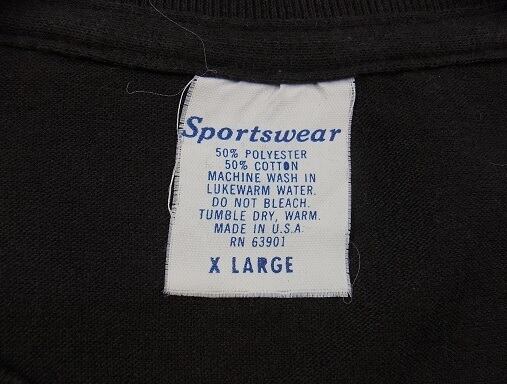 Sportswear
50% POLYESTER
50% COTTON
MACHINE WASH IN
LUKEWARM WATER.
DO NOT BLEACH.
TUMBLE DRY, WARM.
MADE IN U.S.A.
RN 63901
X LARGE